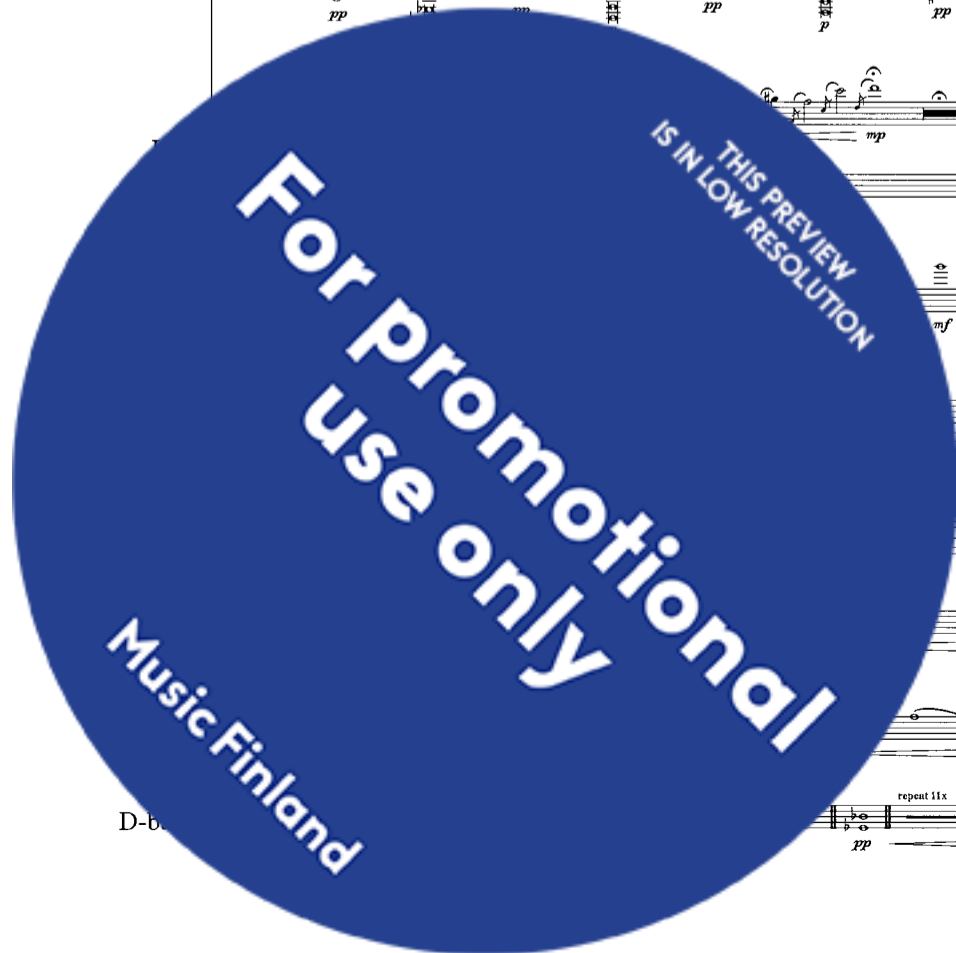 pp
pp
p
pp
mp
THIS PREVIEW
IS IN LOW RESOLUTION
For promotional
use only
mf
Music Finland
repeat 11x
pp